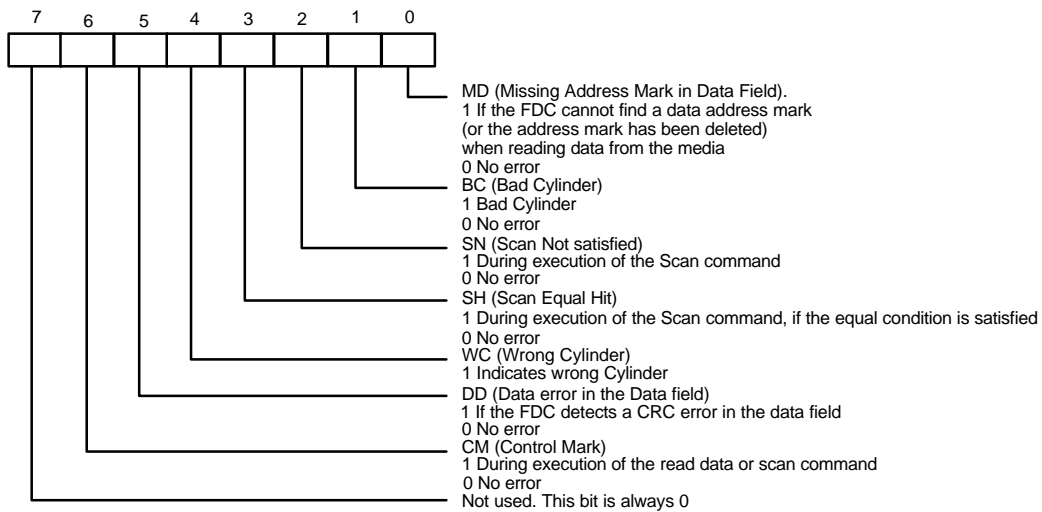 7 6 5 4 3 2 1 0
MD (Missing Address Mark in Data Field).
1 If the FDC cannot find a data address mark
(or the address mark has been deleted)
when reading data from the media
0 No error
BC (Bad Cylinder)
1 Bad Cylinder
0 No error
SN (Scan Not satisfied)
1 During execution of the Scan command
0 No error
SH (Scan Equal Hit)
1 During execution of the Scan command, if the equal condition is satisfied
0 No error
WC (Wrong Cylinder)
1 Indicates wrong Cylinder
DD (Data error in the Data field)
1 If the FDC detects a CRC error in the data field
0 No error
CM (Control Mark)
1 During execution of the read data or scan command
0 No error
Not used. This bit is always 0